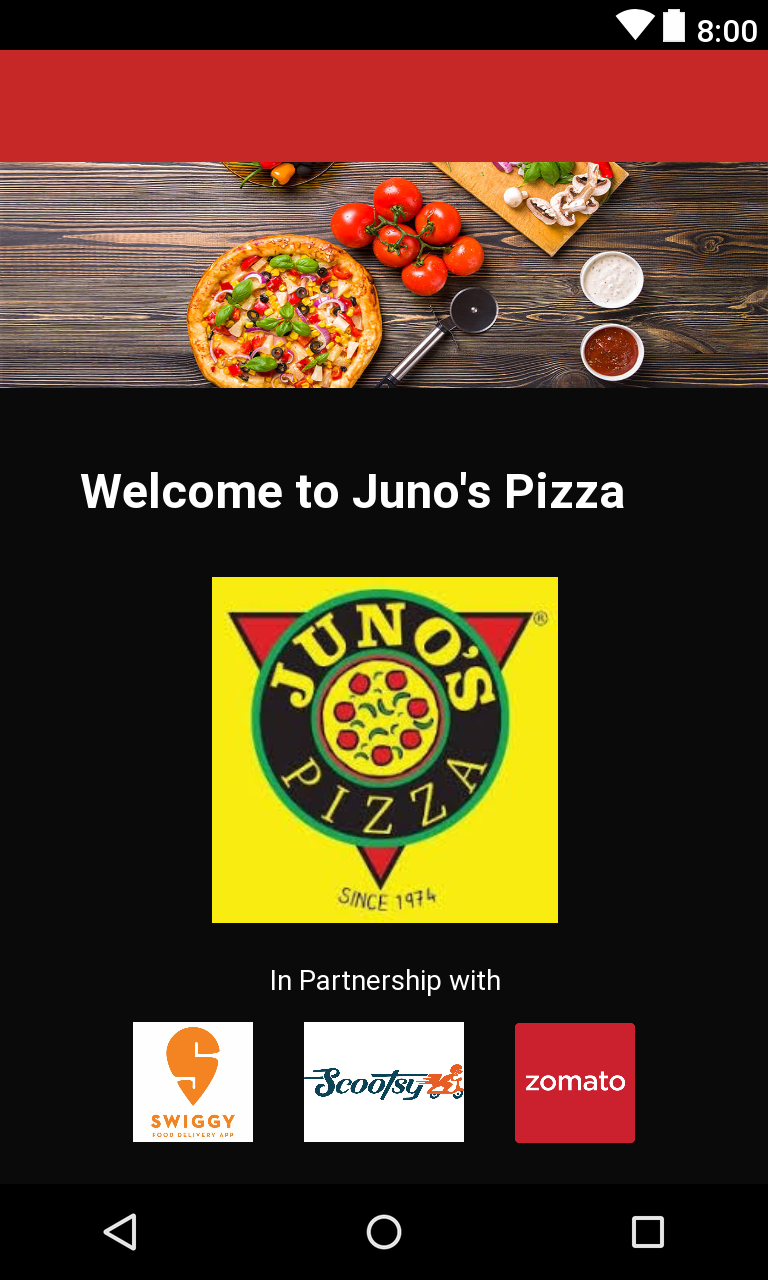 8:00
Welcome to Juno's Pizza
JUNO'S
®
PIZZA
SINCE 1974
In Partnership with
SWIGGY
FOOD DELIVERY APP
Scootsy
zomato